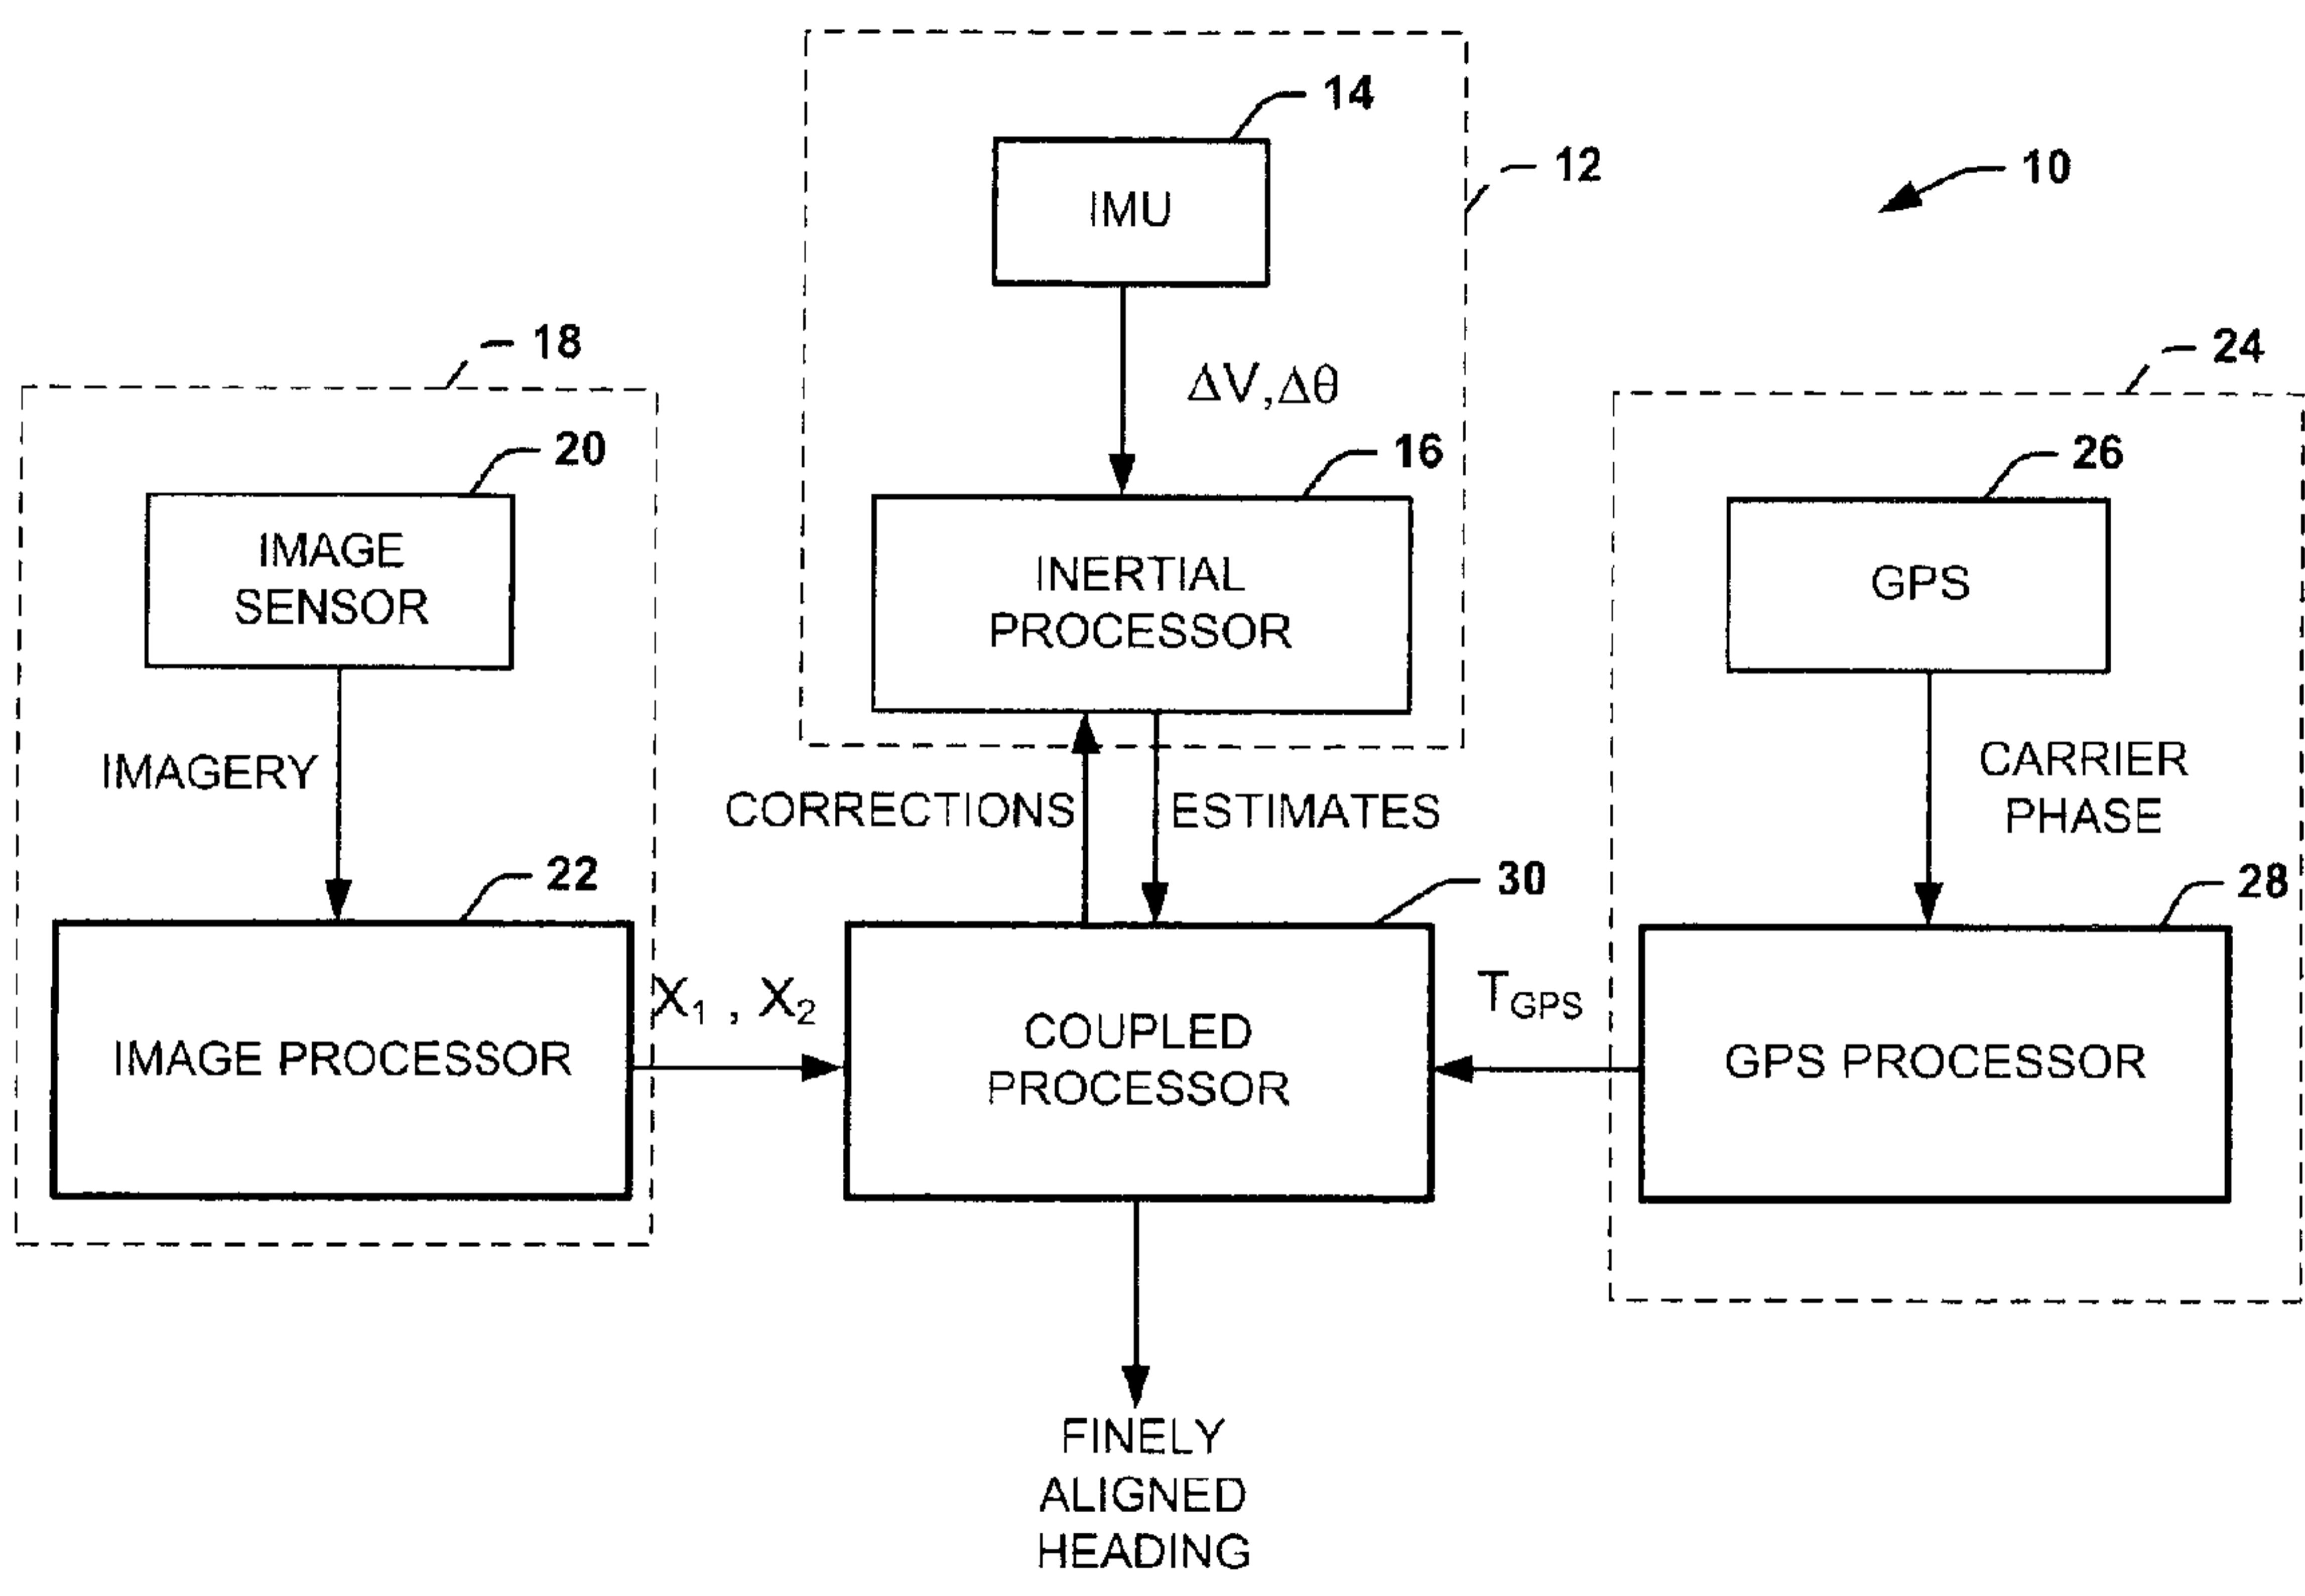 14
12
10
IMU
18
24
ΔV,Δθ
20
16
26
IMAGE
SENSOR
INERTIAL
PROCESSOR
GPS
IMAGERY
CORRECTIONS
ESTIMATES
CARRIER
PHASE
22
30
28
X₁ , X₂
T_GPS
IMAGE PROCESSOR
COUPLED
PROCESSOR
GPS PROCESSOR
FINELY
ALIGNED
HEADING